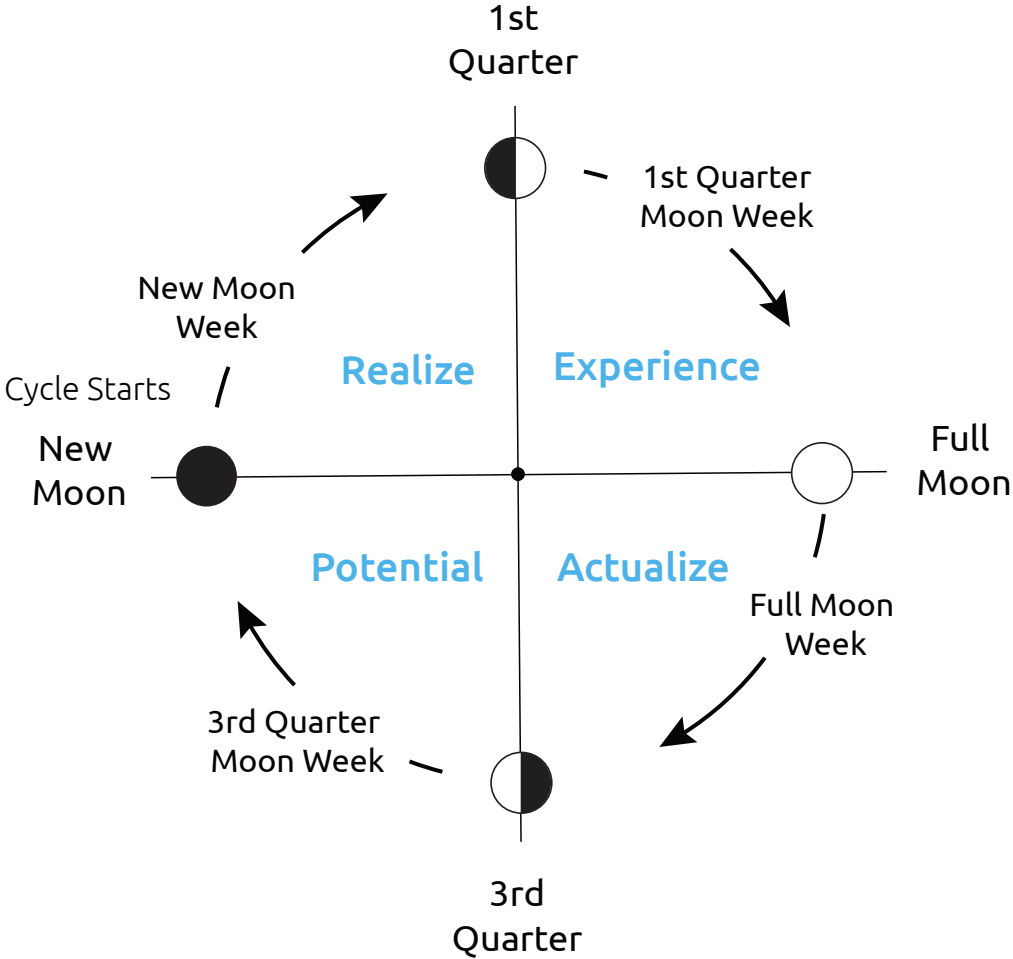 1st
Quarter
1st Quarter
Moon Week
New Moon
Week
Realize
Experience
Cycle Starts
New
Moon
Full
Moon
Potential
Actualize
Full Moon
Week
3rd Quarter
Moon Week
3rd
Quarter